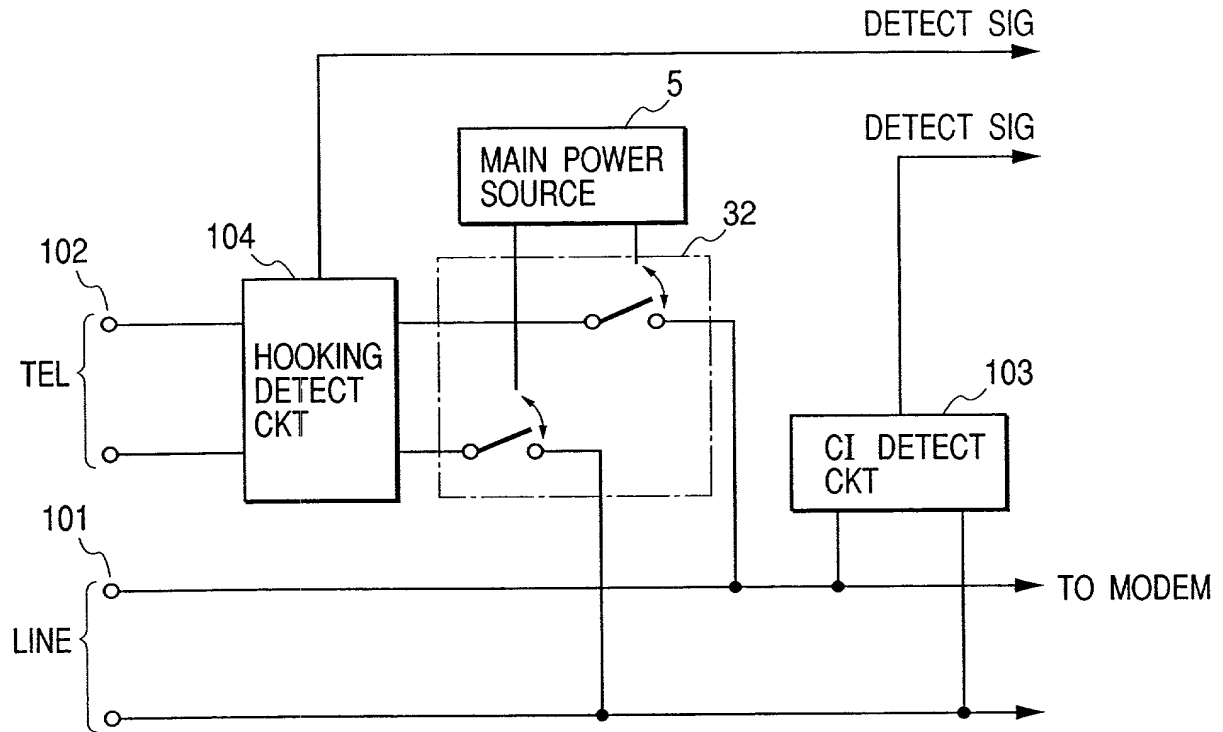 DETECT SIG
5
DETECT SIG
MAIN POWER
SOURCE
32
104
102
HOOKING
DETECT
CKT
TEL
103
CI DETECT
CKT
101
TO MODEM
LINE